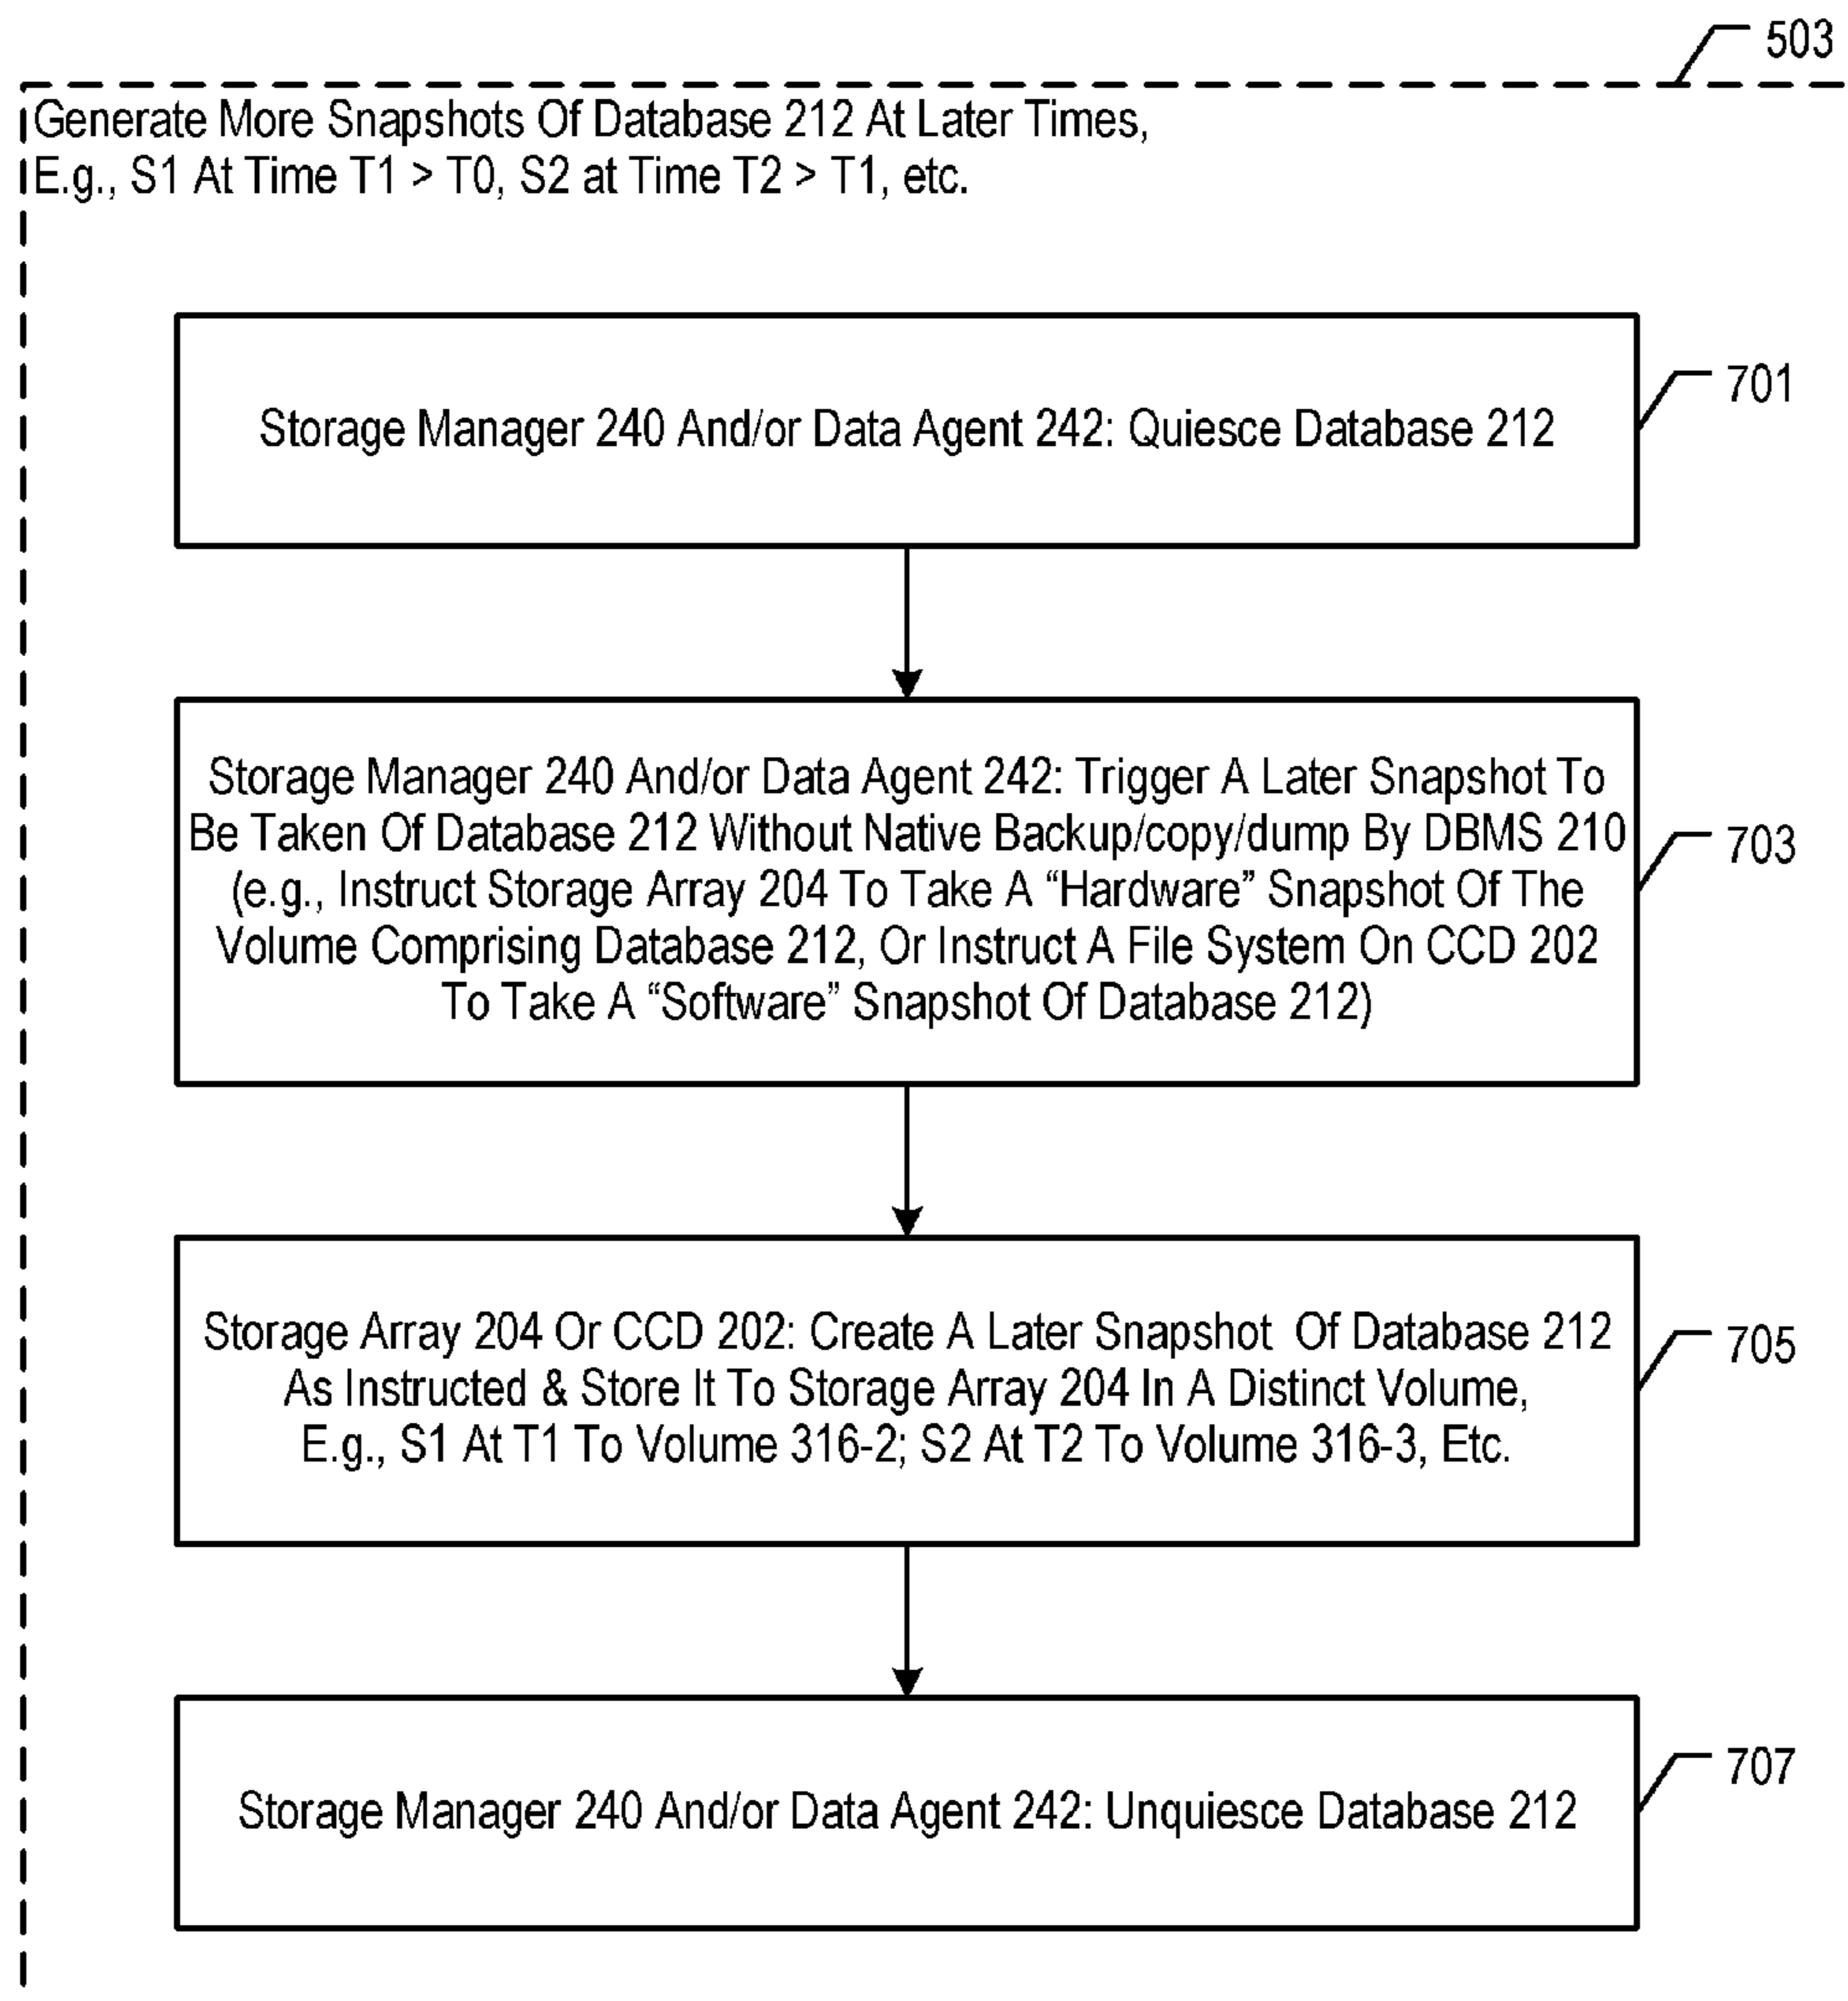 503
Generate More Snapshots Of Database 212 At Later Times,
E.g., S1 At Time T1 > T0, S2 at Time T2 > T1, etc.
Storage Manager 240 And/or Data Agent 242: Quiesce Database 212
701
Storage Manager 240 And/or Data Agent 242: Trigger A Later Snapshot To
Be Taken Of Database 212 Without Native Backup/copy/dump By DBMS 210
(e.g., Instruct Storage Array 204 To Take A “Hardware” Snapshot Of The
Volume Comprising Database 212, Or Instruct A File System On CCD 202
To Take A “Software” Snapshot Of Database 212)
703
Storage Array 204 Or CCD 202: Create A Later Snapshot Of Database 212
As Instructed & Store It To Storage Array 204 In A Distinct Volume,
E.g., S1 At T1 To Volume 316-2; S2 At T2 To Volume 316-3, Etc.
705
Storage Manager 240 And/or Data Agent 242: Unquiesce Database 212
707